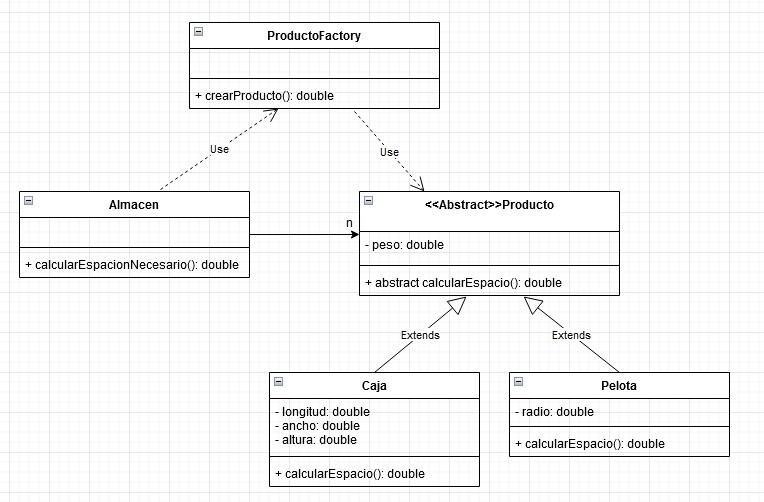 ProductoFactory
+ crearProducto(): double
Use
Use
Almacen
+ calcularEspacionNecesario(): double
n
<<Abstract>>Producto
- peso: double
+ abstract calcularEspacio(): double
Extends
Extends
Caja
- longitud: double
- ancho: double
- altura: double
+ calcularEspacio(): double
Pelota
- radio: double
+ calcularEspacio(): double